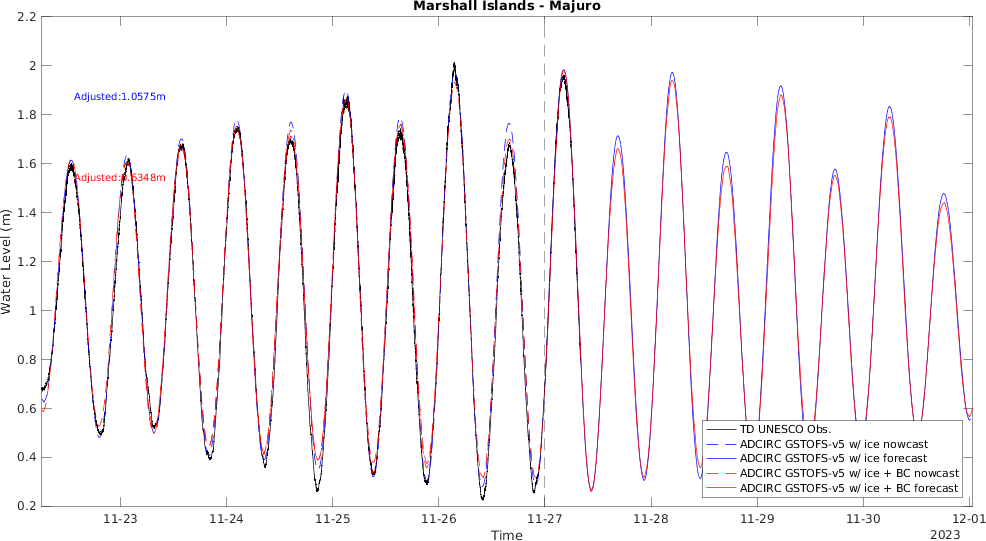 Marshall Islands - Majuro
2.2
2
1.8
1.6
1.4
1.2
1
0.8
0.6
0.4
0.2
Water Level (m)
Adjusted:1.0575m
Adjusted:0.6348m
TD UNESCO Obs.
ADCIRC GSTOFS-v5 w/ ice nowcast
ADCIRC GSTOFS-v5 w/ ice forecast
ADCIRC GSTOFS-v5 w/ ice + BC nowcast
ADCIRC GSTOFS-v5 w/ ice + BC forecast
11-23 11-24 11-25 11-26 11-27 11-28 11-29 11-30 12-01
Time
2023